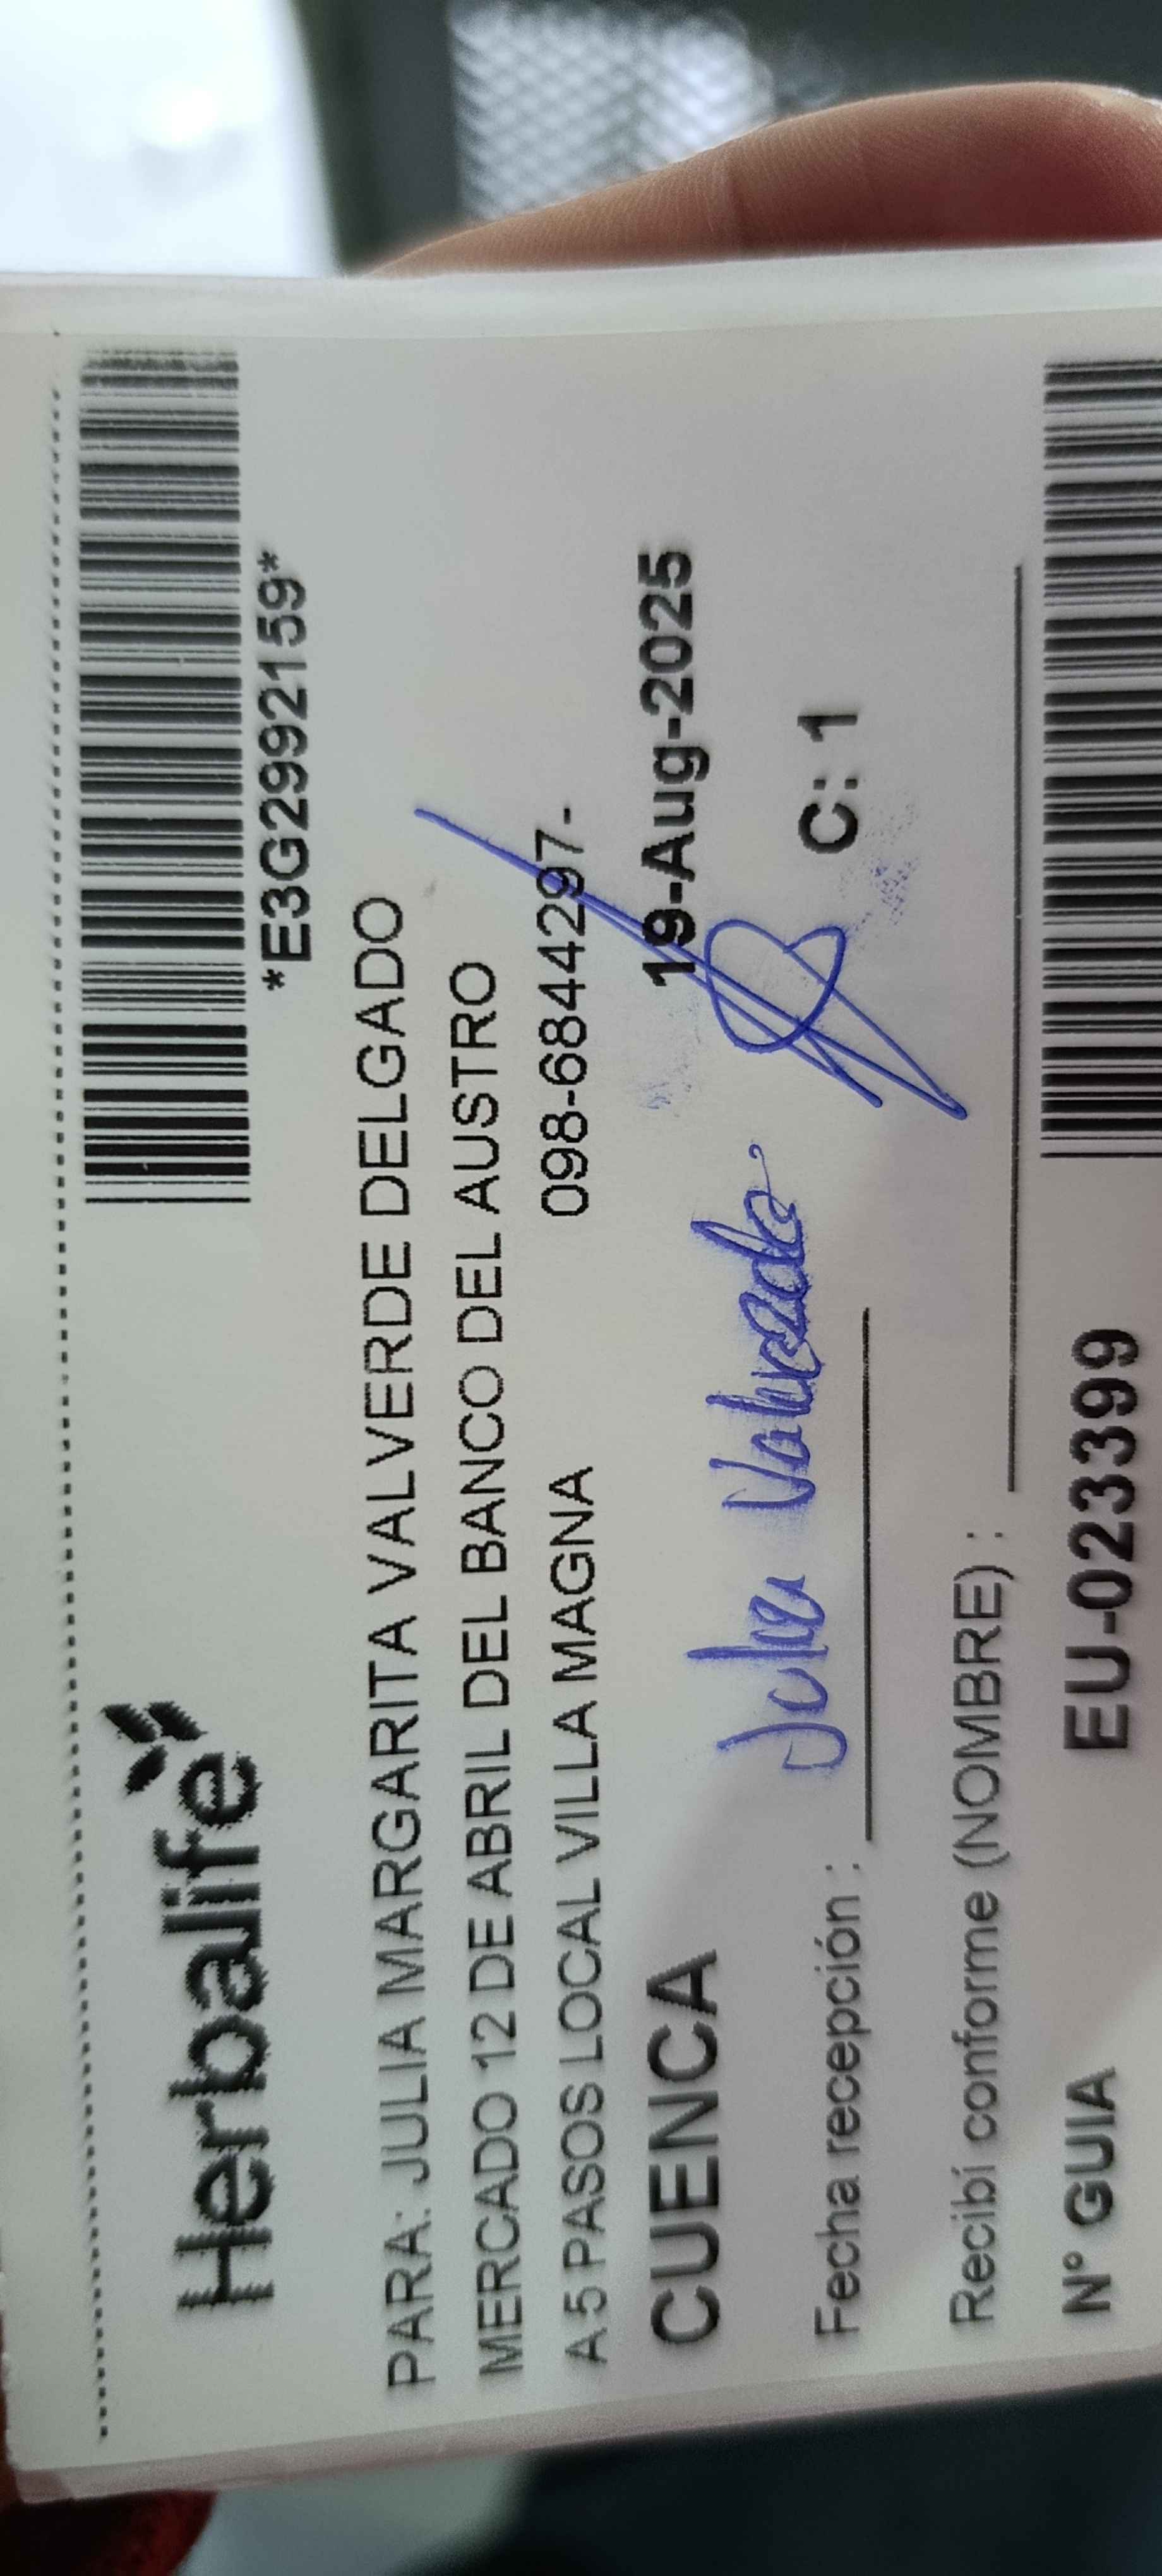 Herbalife
*E3G2992159*
PARA: JULIA MARGARITA VALVERDE DELGADO
MERCADO 12 DE ABRIL DEL BANCO DEL AUSTRO
A 5 PASOS LOCAL VILLA MAGNA 098-6844297-
CUENCA 19-Aug-2025
Julia Valverde
Fecha recepción : C: 1
Recibí conforme (NOMBRE) :
N° GUIA EU-023399